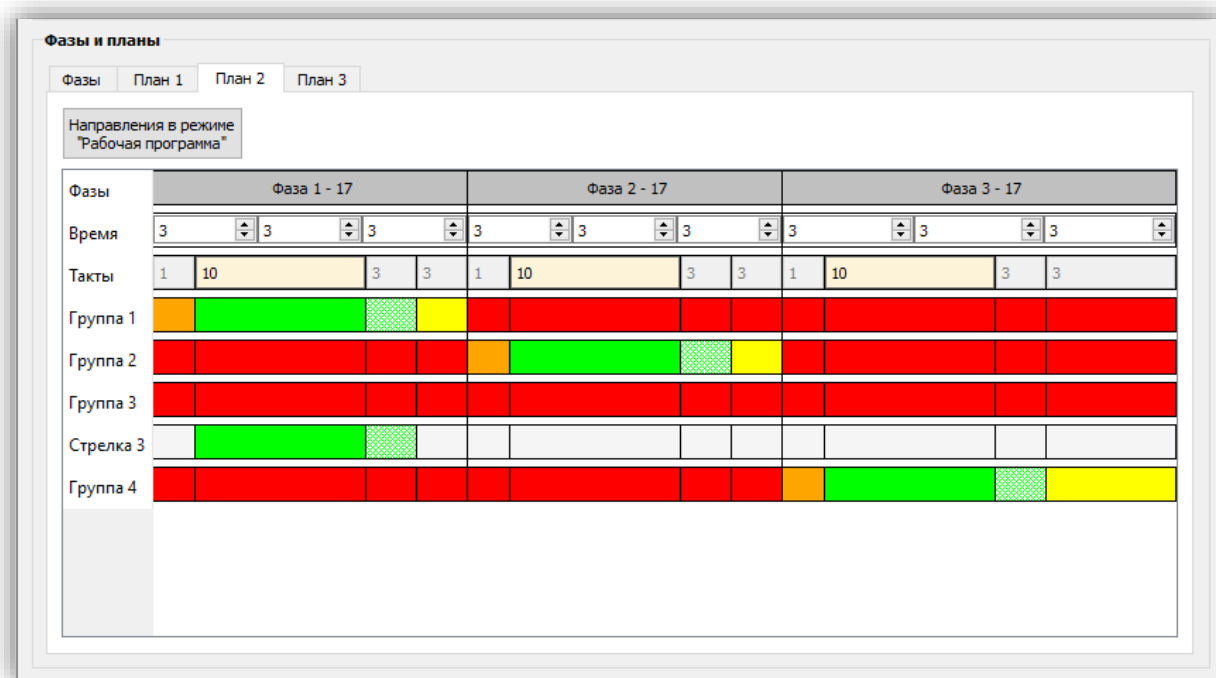 Фазы и планы
Фазы План 1 План 2 План 3
Направления в режиме
"Рабочая программа"
Фазы Фаза 1 - 17 Фаза 2 - 17 Фаза 3 - 17
Время 3 3 3 3 3 3 3 3 3
Такты 1 10 3 3 1 10 3 3 1 10 3 3
Группа 1
Группа 2
Группа 3
Стрелка 3
Группа 4